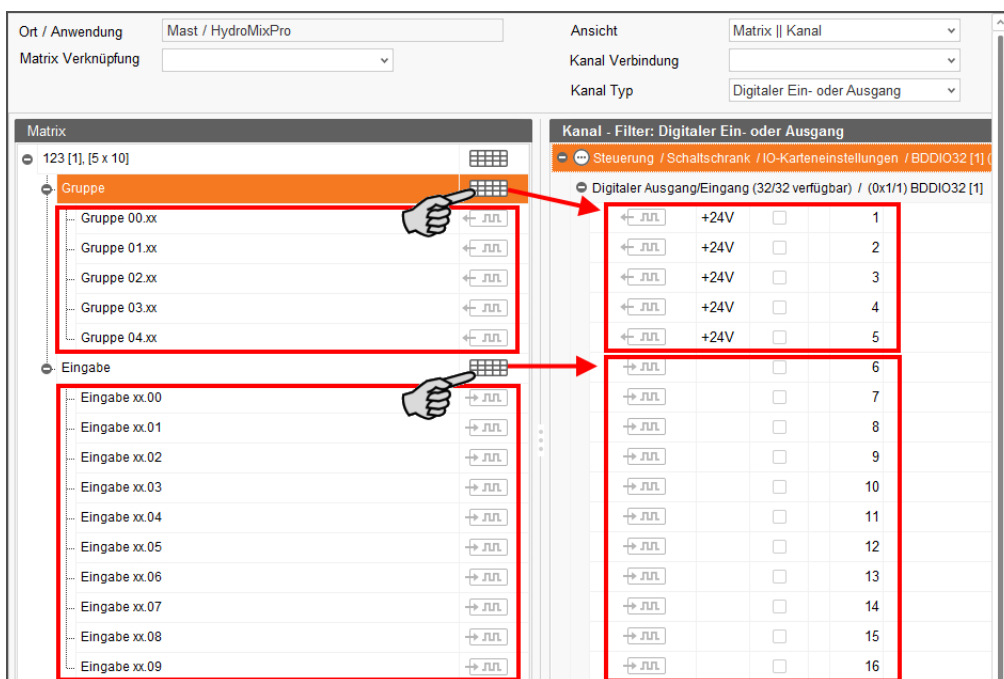 Ort / Anwendung Mast / HydroMixPro Ansicht Matrix || Kanal
Matrix Verknüpfung Kanal Verbindung
Kanal Typ Digitaler Ein- oder Ausgang
Matrix Kanal - Filter: Digitaler Ein- oder Ausgang
123 [1], [5 x 10] Steuerung / Schaltschrank / IO-Karteneinstellungen / BDDIO32 [1] (
Gruppe Digitaler Ausgang/Eingang (32/32 verfügbar) / (0x1/1) BDDIO32 [1]
Gruppe 00.xx +24V 1
Gruppe 01.xx +24V 2
Gruppe 02.xx +24V 3
Gruppe 03.xx +24V 4
Gruppe 04.xx +24V 5
Eingabe 6
Eingabe xx.00 7
Eingabe xx.01 8
Eingabe xx.02 9
Eingabe xx.03 10
Eingabe xx.04 11
Eingabe xx.05 12
Eingabe xx.06 13
Eingabe xx.07 14
Eingabe xx.08 15
Eingabe xx.09 16